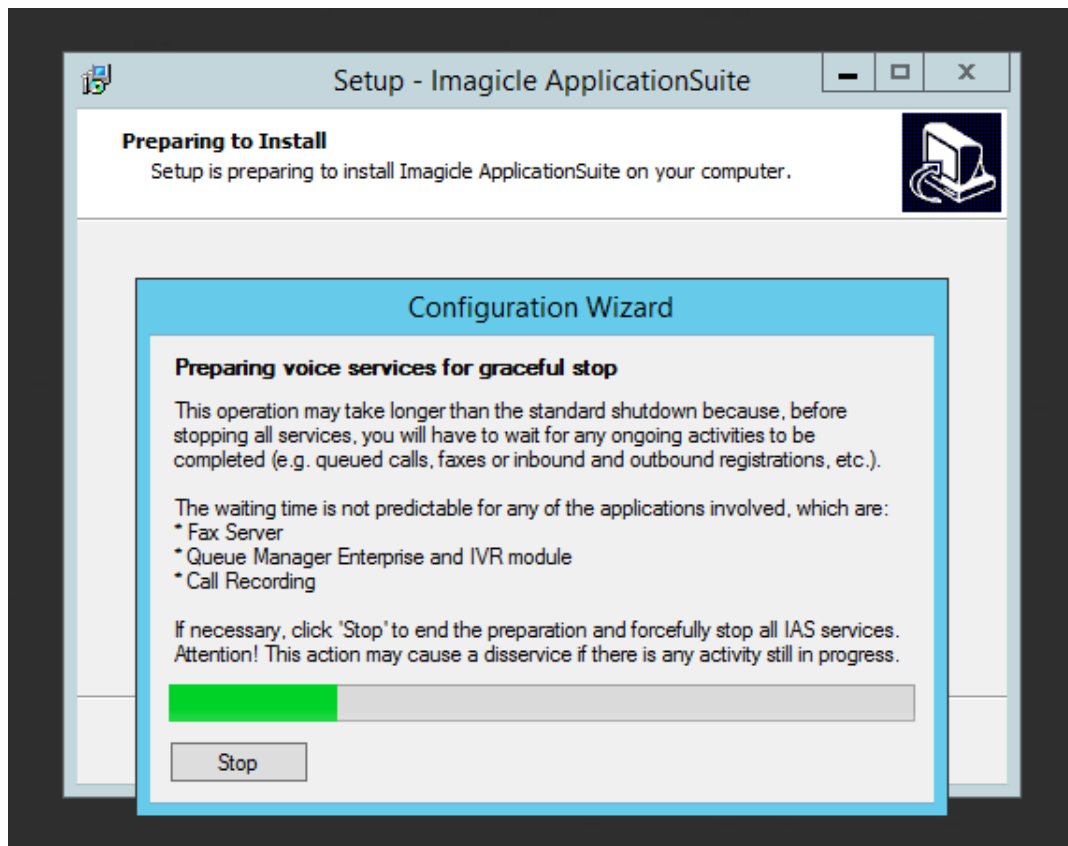 Setup - Imagicle ApplicationSuite
Preparing to Install
Setup is preparing to install Imagicle ApplicationSuite on your computer.
Configuration Wizard
Preparing voice services for graceful stop
This operation may take longer than the standard shutdown because, before
stopping all services, you will have to wait for any ongoing activities to be
completed (e.g. queued calls, faxes or inbound and outbound registrations, etc.).
The waiting time is not predictable for any of the applications involved, which are:
* Fax Server
* Queue Manager Enterprise and IVR module
* Call Recording
If necessary, click 'Stop' to end the preparation and forcefully stop all IAS services.
Attention! This action may cause a disservice if there is any activity still in progress.
Stop